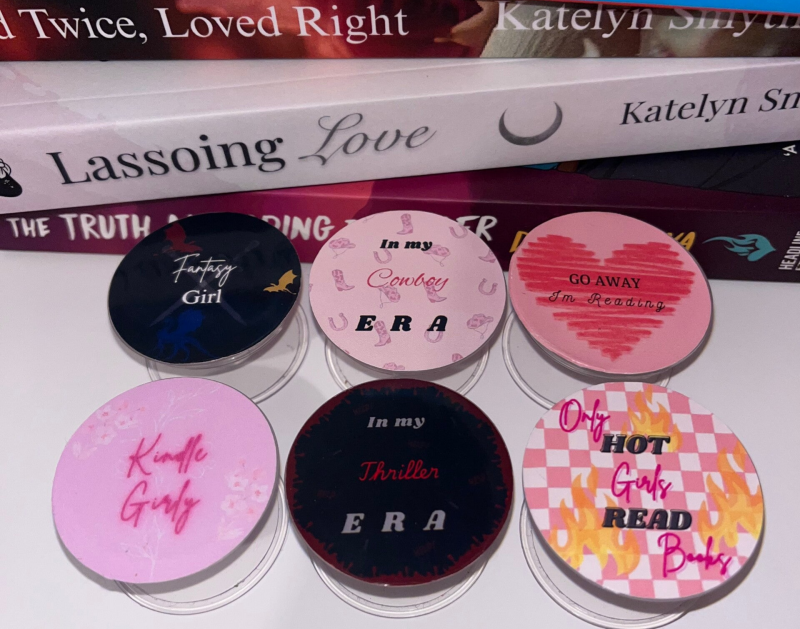 d Twice, Loved Right Katelyn Smyth
Lassoing Love Katelyn Sm
THE TRUTH
Fantasy
Girl
In my
Cowboy
ERA
GO AWAY
Im Reading
Kindle
Girly
In my
Thriller
ERA
Only
HOT
Girls
READ
Books